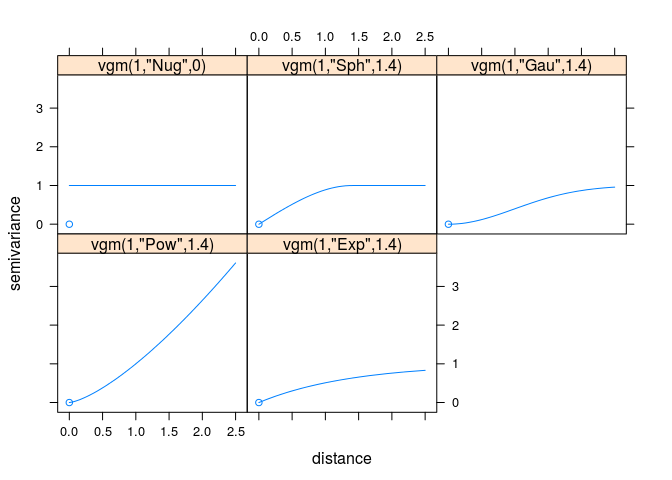 0.0 0.5 1.0 1.5 2.0 2.5
vgm(1,"Nug",0) vgm(1,"Sph",1.4) vgm(1,"Gau",1.4)
3
2
1
0
semivariance
vgm(1,"Pow",1.4) vgm(1,"Exp",1.4)
3
2
1
0
0.0 0.5 1.0 1.5 2.0 2.5
distance